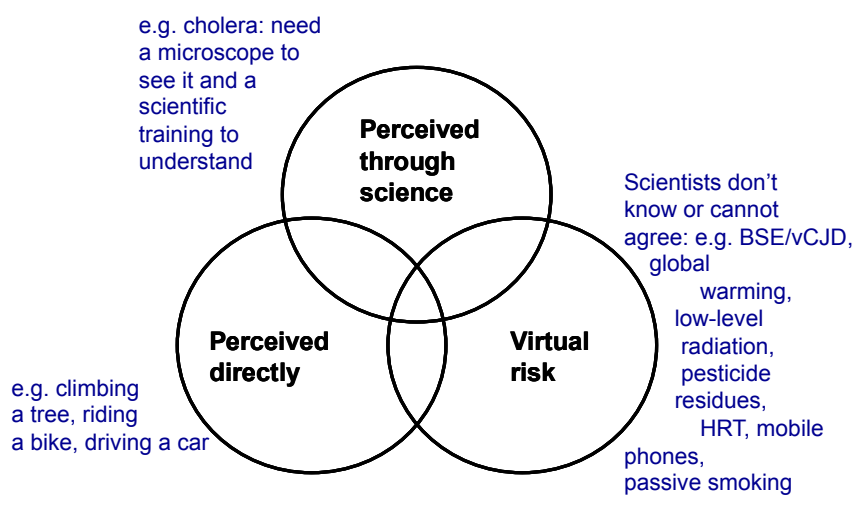 e.g. cholera: need
a microscope to
see it and a
scientific
training to
understand
Perceived
through
science
Scientists don’t
know or cannot
agree: e.g. BSE/vCJD,
global
warming,
low-level
radiation,
pesticide
residues,
HRT, mobile
phones,
passive smoking
Perceived
directly
Virtual
risk
e.g. climbing
a tree, riding
a bike, driving a car